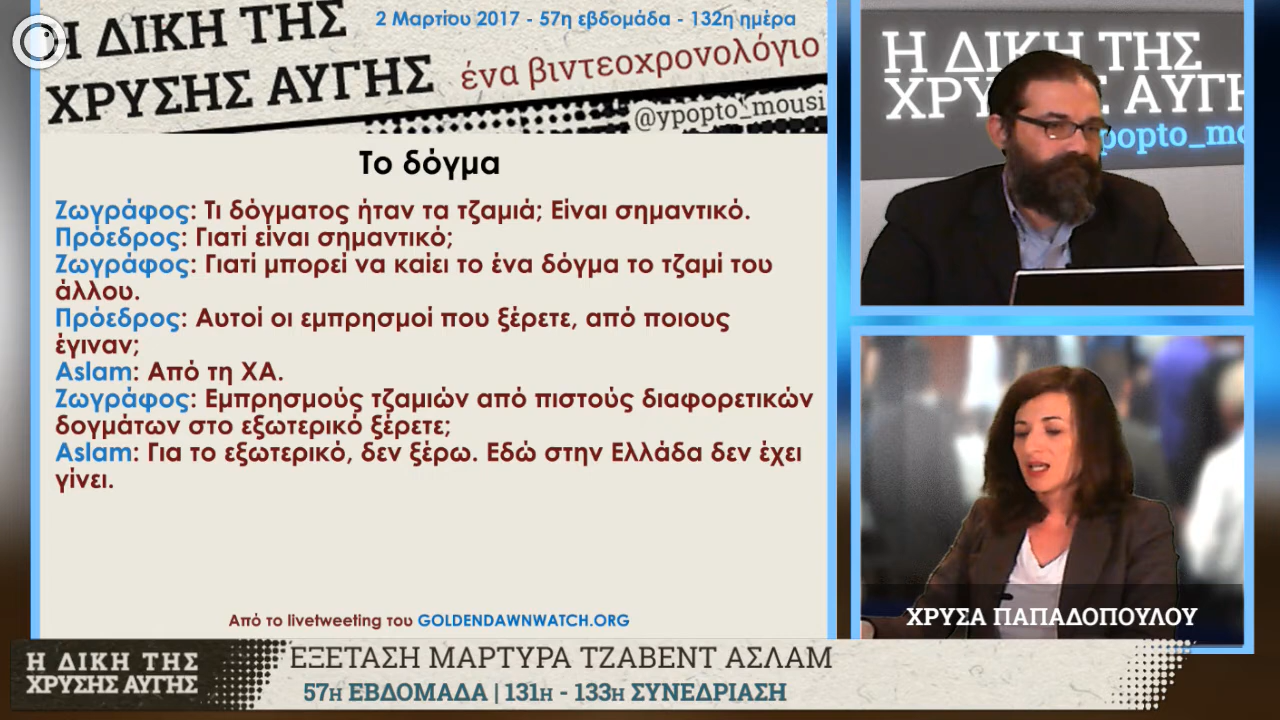 Η ΔΙΚΗ ΤΗΣ
ΧΡΥΣΗΣ ΑΥΓΗΣ
2 Μαρτίου 2017 - 57η εβδομάδα - 132η ημέρα
ένα βιντεοχρονολόγιο
@ypopto_mousi
Το δόγμα
Ζωγράφος: Τι δόγματος ήταν τα τζαμιά; Είναι σημαντικό.
Πρόεδρος: Γιατί είναι σημαντικό;
Ζωγράφος: Γιατί μπορεί να καίει το ένα δόγμα το τζαμί του
άλλου.
Πρόεδρος: Αυτοί οι εμπρησμοί που ξέρετε, από ποιους
έγιναν;
Aslam: Από τη ΧΑ.
Ζωγράφος: Εμπρησμούς τζαμιών από πιστούς διαφορετικών
δογμάτων στο εξωτερικό ξέρετε;
Aslam: Για το εξωτερικό, δεν ξέρω. Εδώ στην Ελλάδα δεν έχει
γίνει.
Από το livetweeting του GOLDENDAWNWATCH.ORG
Η ΔΙΚΗ ΤΗΣ
ΧΡΥ Σ ΑΥΓΗ
ypopto_mo
ΧΡΥΣΑ ΠΑΠΑΔΟΠΟΥΛΟΥ
Η ΔΙΚΗ ΤΗΣ
ΧΡΥΣΗΣ ΑΥΓΗΣ
ΕΞΕΤΑΣΗ ΜΑΡΤΥΡΑ ΤΖΑΒΕΝΤ ΑΣΛΑΜ
57η ΕΒΔΟΜΑΔΑ | 131η - 133η ΣΥΝΕΔΡΙΑΣΗ